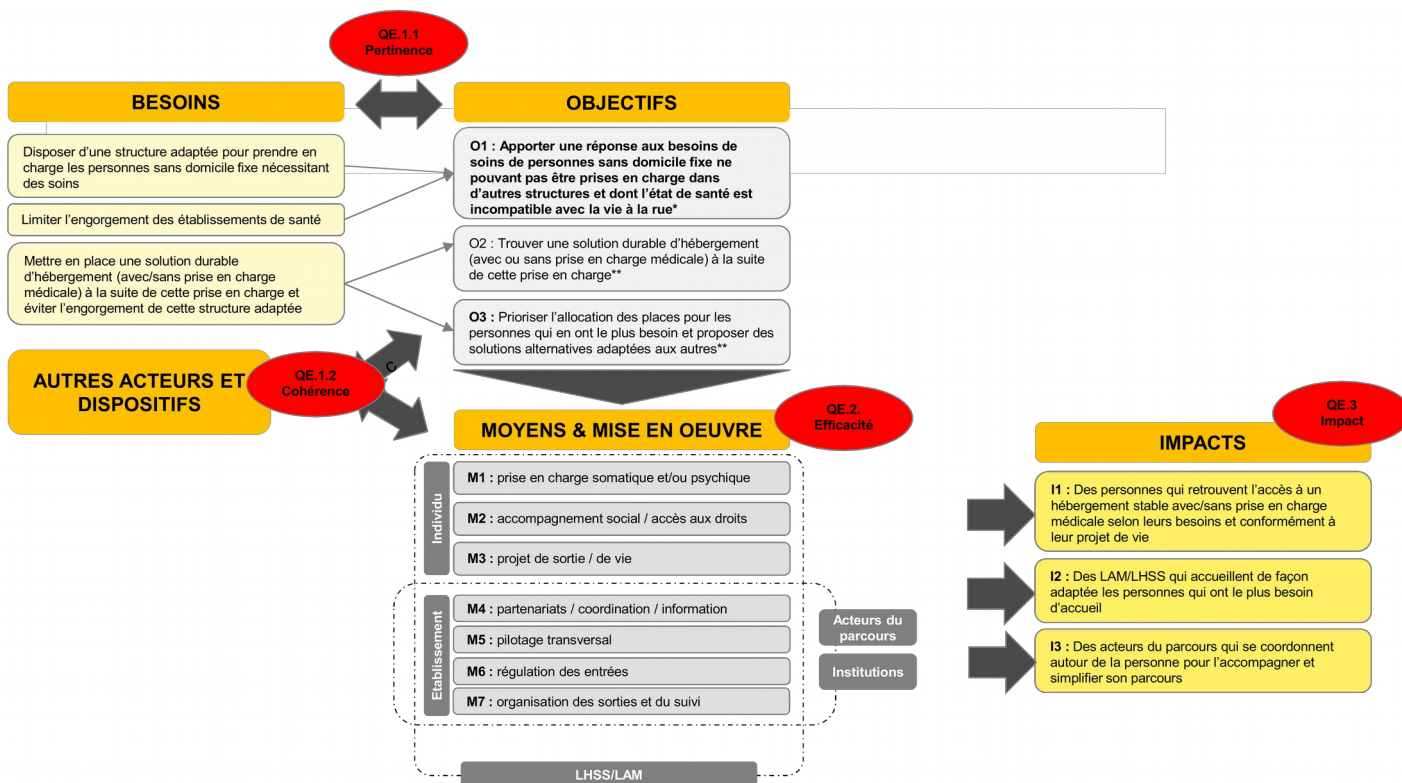 QE.1.1
Pertinence
BESOINS
OBJECTIFS
Disposer d'une structure adaptée pour prendre en
charge les personnes sans domicile fixe nécessitant
des soins
Limiter l'engorgement des établissements de santé
Mettre en place une solution durable
d'hébergement (avec/sans prise en charge
médicale) à la suite de cette prise en charge et
éviter l'engorgement de cette structure adaptée
O1 : Apporter une réponse aux besoins de
soins de personnes sans domicile fixe ne
pouvant pas être prises en charge dans
d'autres structures et dont l'état de santé est
incompatible avec la vie à la rue*
O2 : Trouver une solution durable d'hébergement
(avec ou sans prise en charge médicale) à la suite
de cette prise en charge**
O3 : Prioriser l'allocation des places pour les
personnes qui en ont le plus besoin et proposer des
solutions alternatives adaptées aux autres**
AUTRES ACTEURS ET
DISPOSITIFS
QE.1.2
Cohérence
C
MOYENS & MISE EN OEUVRE
QE.2.
Efficacité
Individu
M1 : prise en charge somatique et/ou psychique
M2 : accompagnement social / accès aux droits
M3 : projet de sortie / de vie
Etablissement
M4 : partenariats / coordination / information
M5 : pilotage transversal
M6 : régulation des entrées
M7 : organisation des sorties et du suivi
Acteurs du
parcours
Institutions
LHSS/LAM
QE.3
Impact
IMPACTS
I1 : Des personnes qui retrouvent l'accès à un
hébergement stable avec/sans prise en charge
médicale selon leurs besoins et conformément à
leur projet de vie
I2 : Des LAM/LHSS qui accueillent de façon
adaptée les personnes qui ont le plus besoin
d'accueil
I3 : Des acteurs du parcours qui se coordonnent
autour de la personne pour l'accompagner et
simplifier son parcours